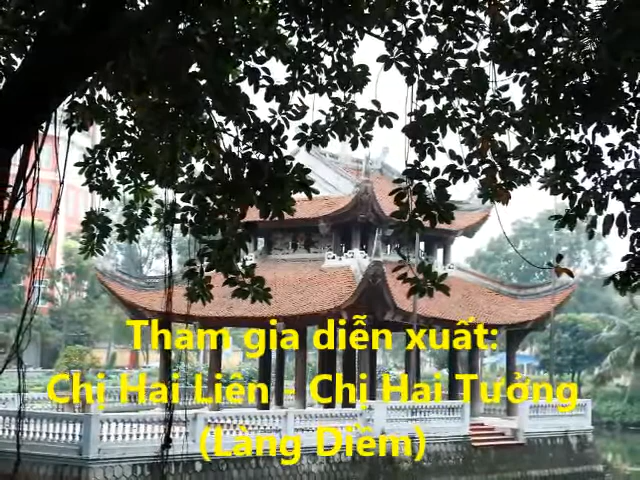 Tham gia diễn xuất:
Chị Hai Liên - Chị Hai Tưởng
(Làng Diềm)